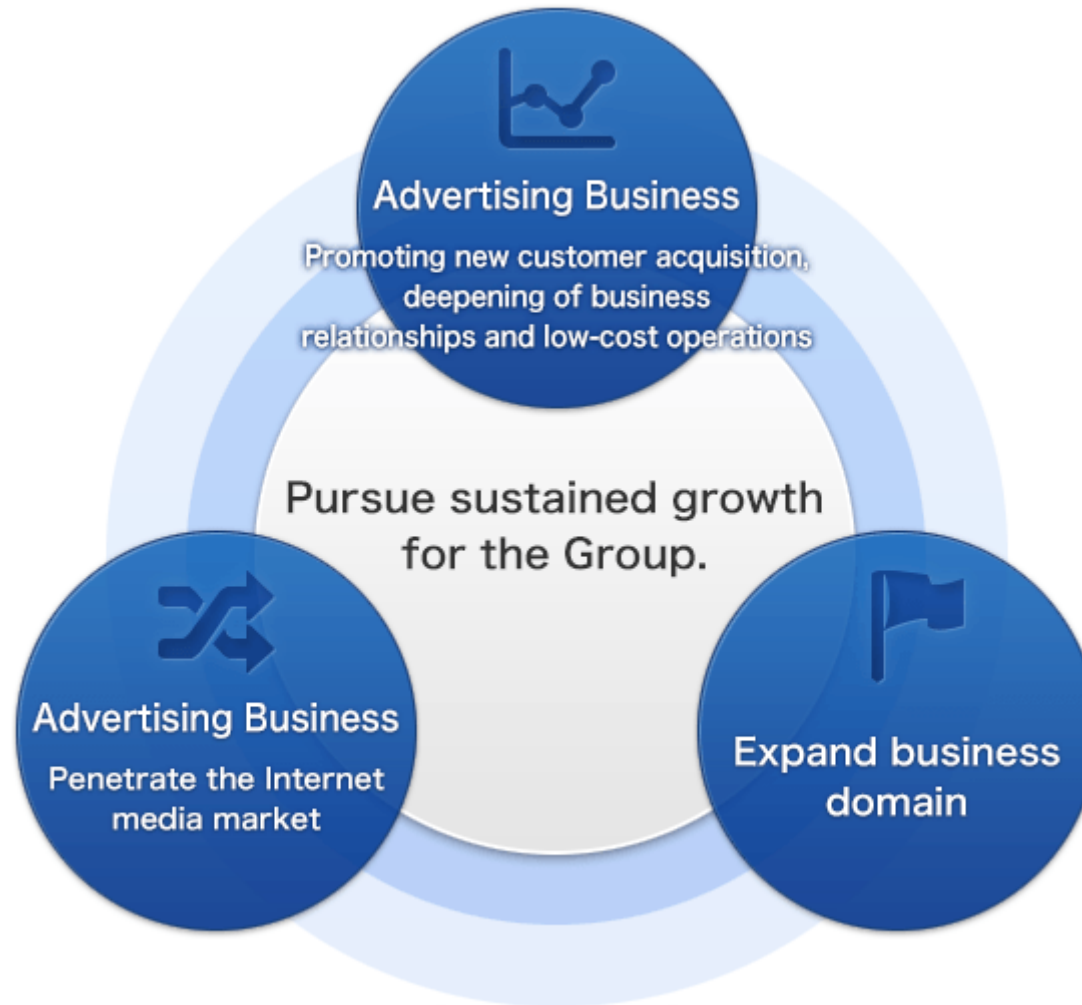 Advertising Business
Promoting new customer acquisition,
deepening of business
relationships and low-cost operations
Pursue sustained growth
for the Group.
Advertising Business
Penetrate the Internet
media market
Expand business
domain